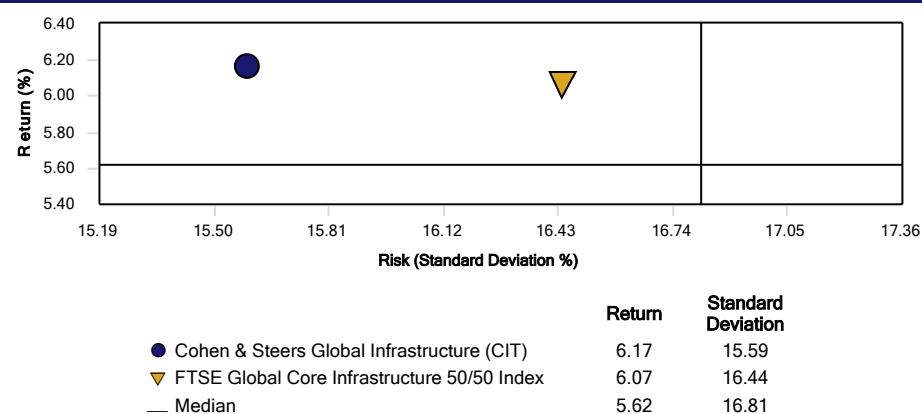 6.40
6.20
6.00
5.80
5.60
5.40
Return (%)
15.19 15.50 15.81 16.12 16.43 16.74 17.05 17.36
Risk (Standard Deviation %)
Return Standard Deviation
Cohen & Steers Global Infrastructure (CIT) 6.17 15.59
FTSE Global Core Infrastructure 50/50 Index 6.07 16.44
Median 5.62 16.81